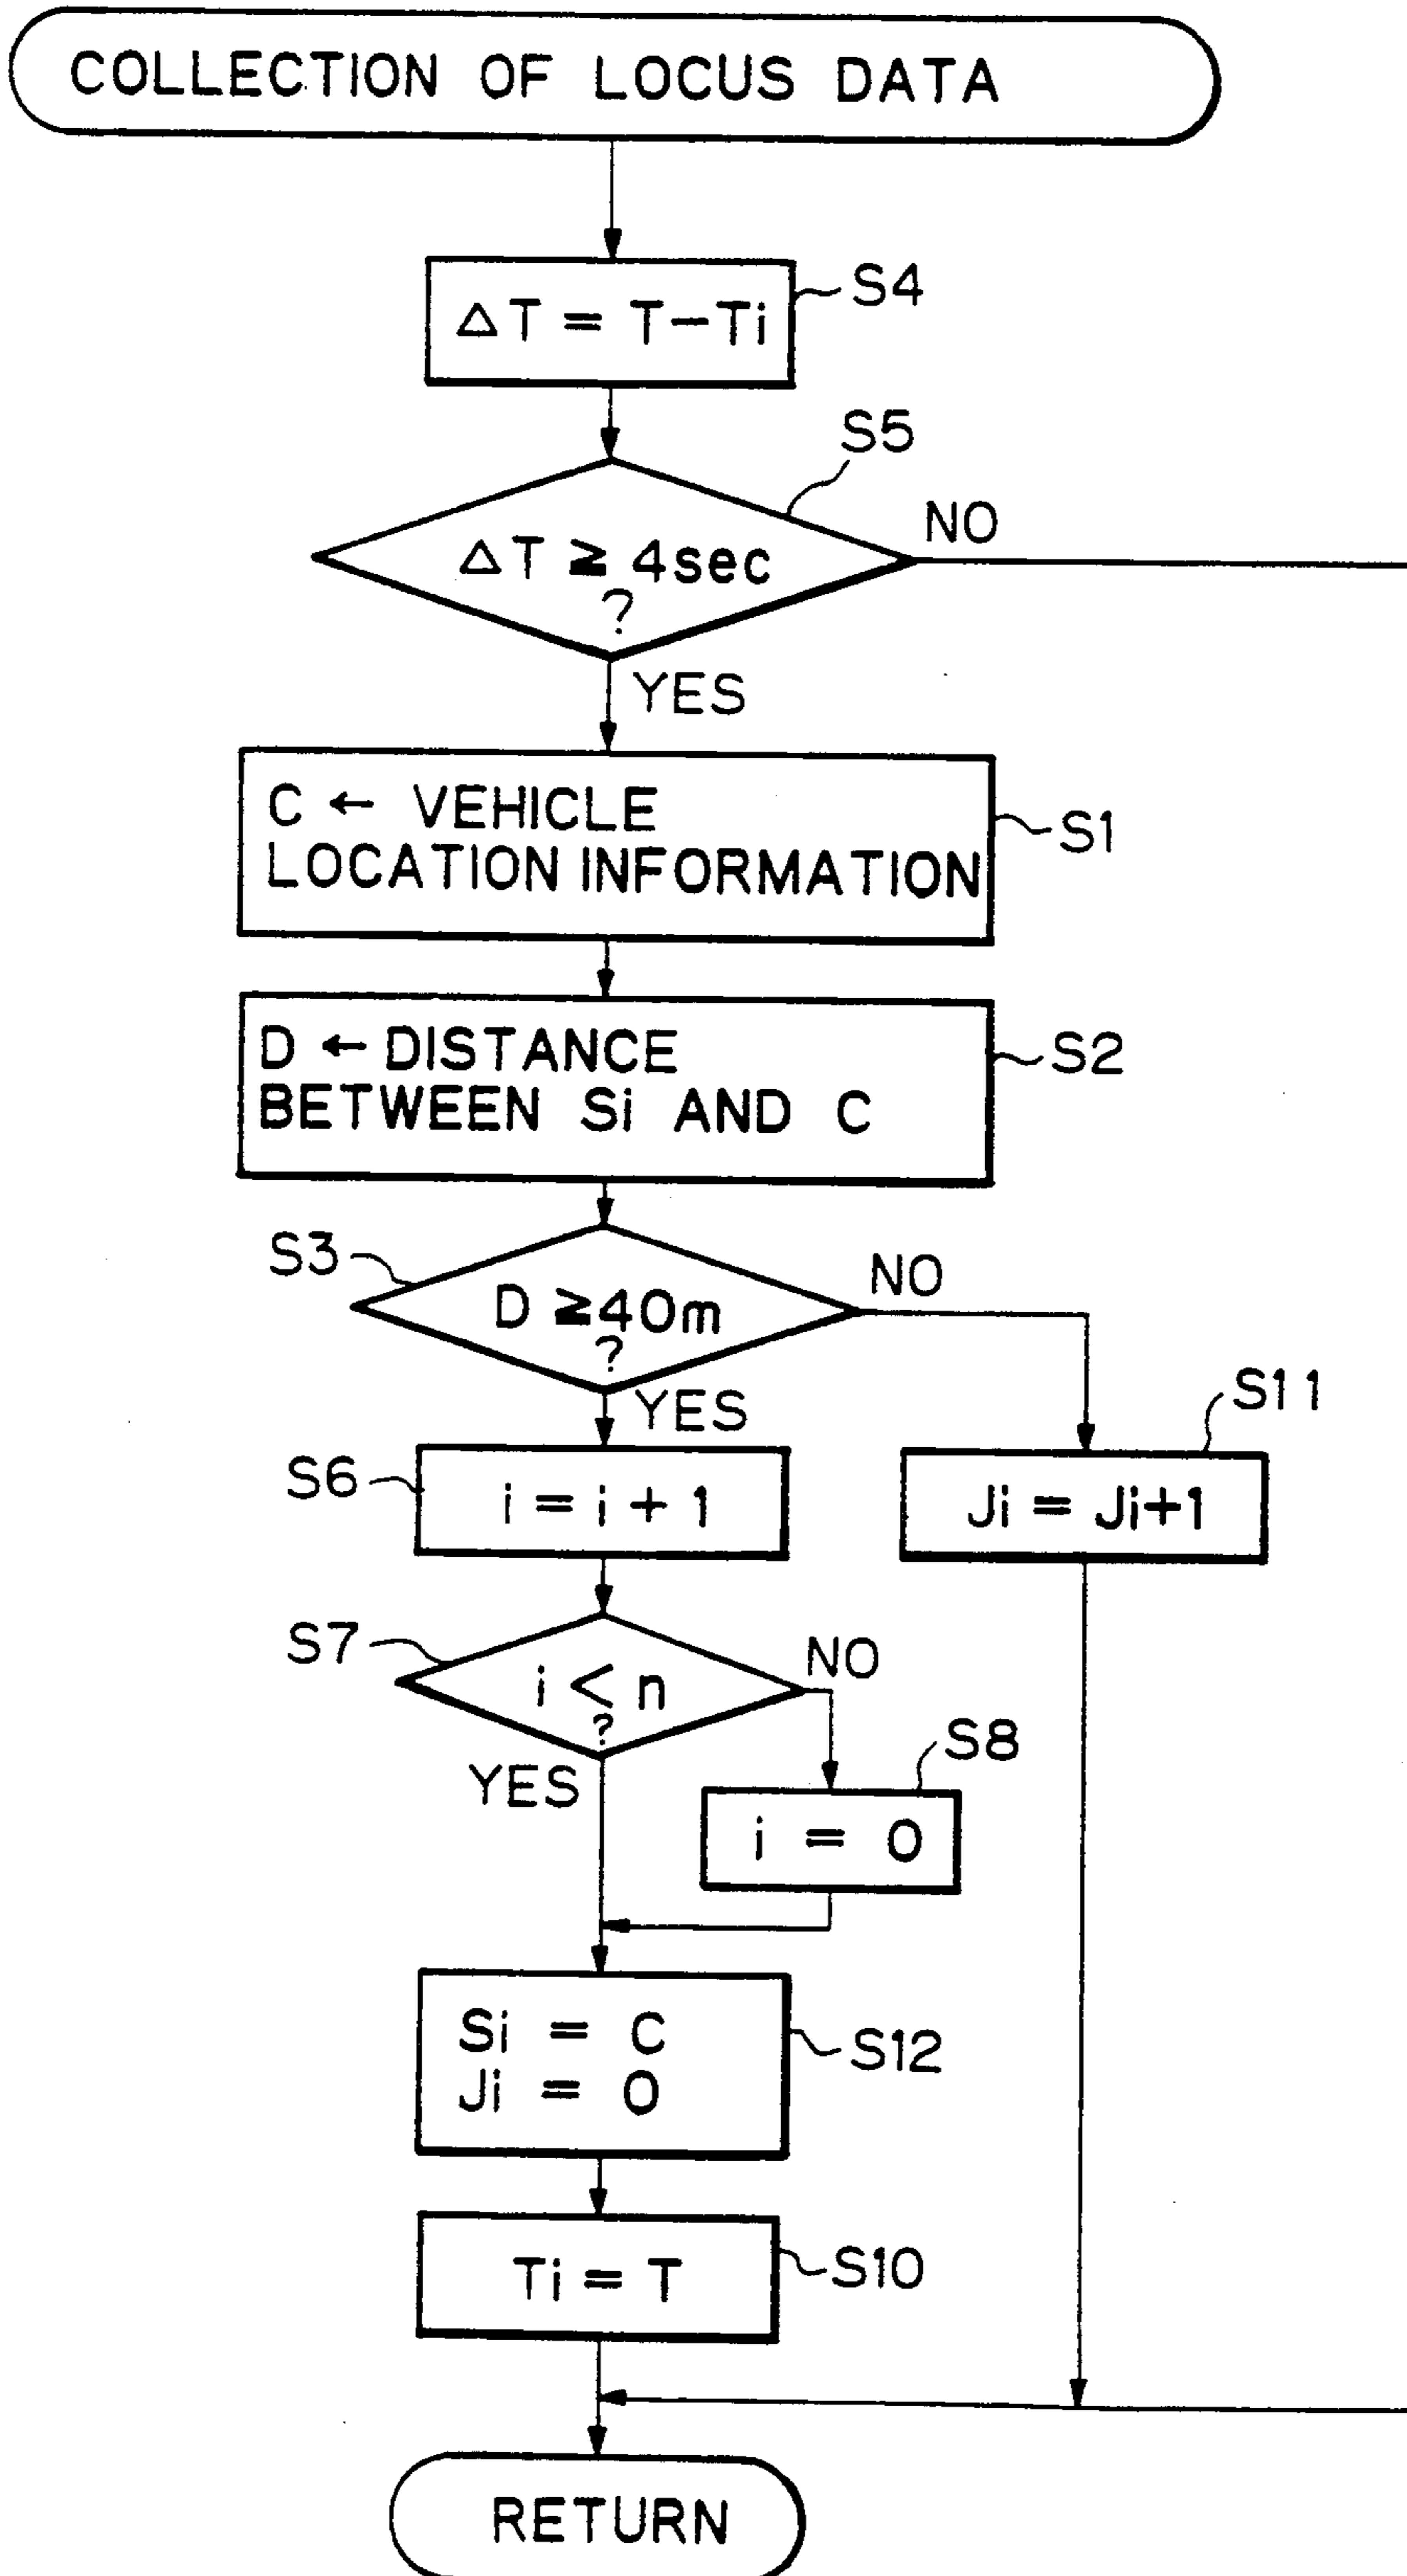 COLLECTION OF LOCUS DATA
S4
△T = T-Ti
S5
NO
△T ≧ 4sec
?
YES
C ← VEHICLE
LOCATION INFORMATION
S1
D ← DISTANCE
BETWEEN Si AND C
S2
S3
NO
D ≧40m
?
YES
S11
S6
i = i + 1
Ji = Ji+1
S7
NO
i < n
?
YES
S8
i = 0
Si = C
Ji = 0
S12
Ti = T
S10
RETURN